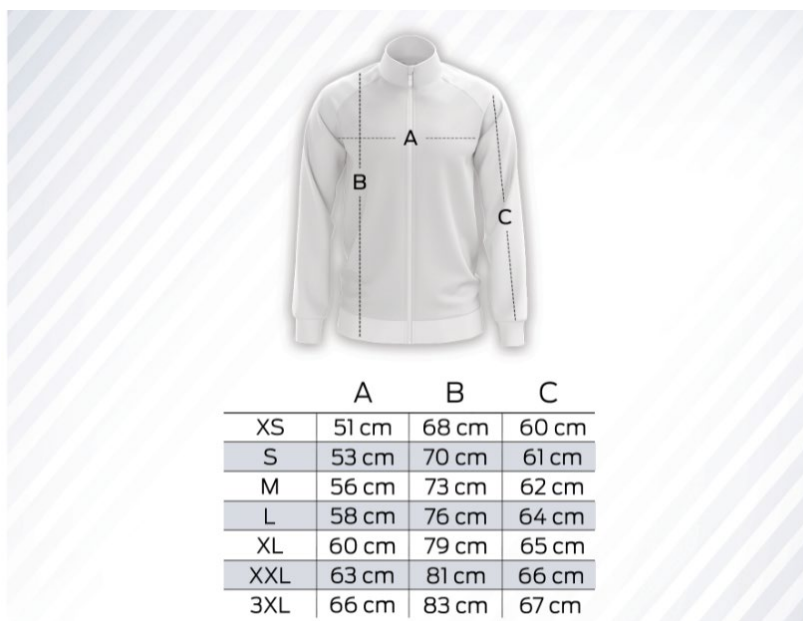 A
B
C
A B C
XS 51 cm 68 cm 60 cm
S 53 cm 70 cm 61 cm
M 56 cm 73 cm 62 cm
L 58 cm 76 cm 64 cm
XL 60 cm 79 cm 65 cm
XXL 63 cm 81 cm 66 cm
3XL 66 cm 83 cm 67 cm